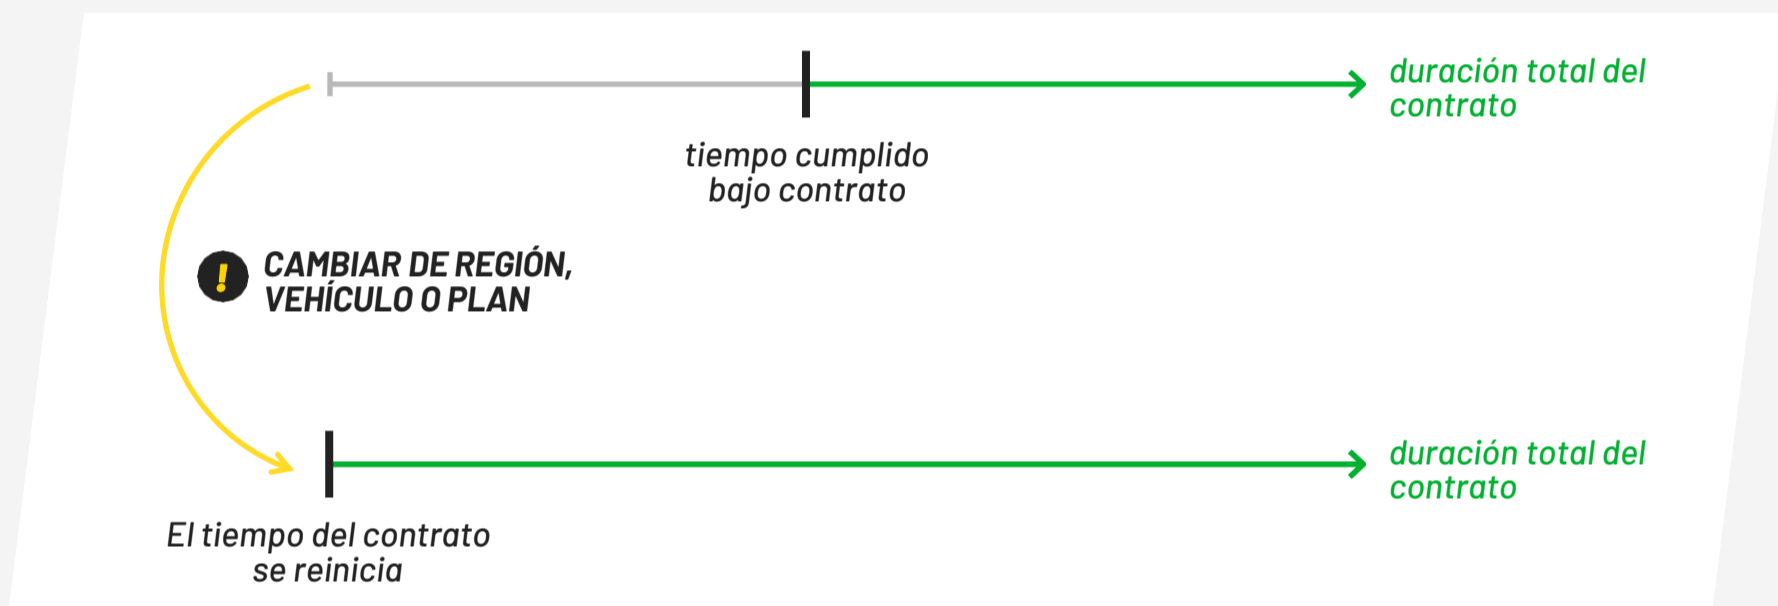 duración total del
contrato
tiempo cumplido
bajo contrato
!
CAMBIAR DE REGIÓN,
VEHÍCULO O PLAN
duración total del
contrato
El tiempo del contrato
se reinicia